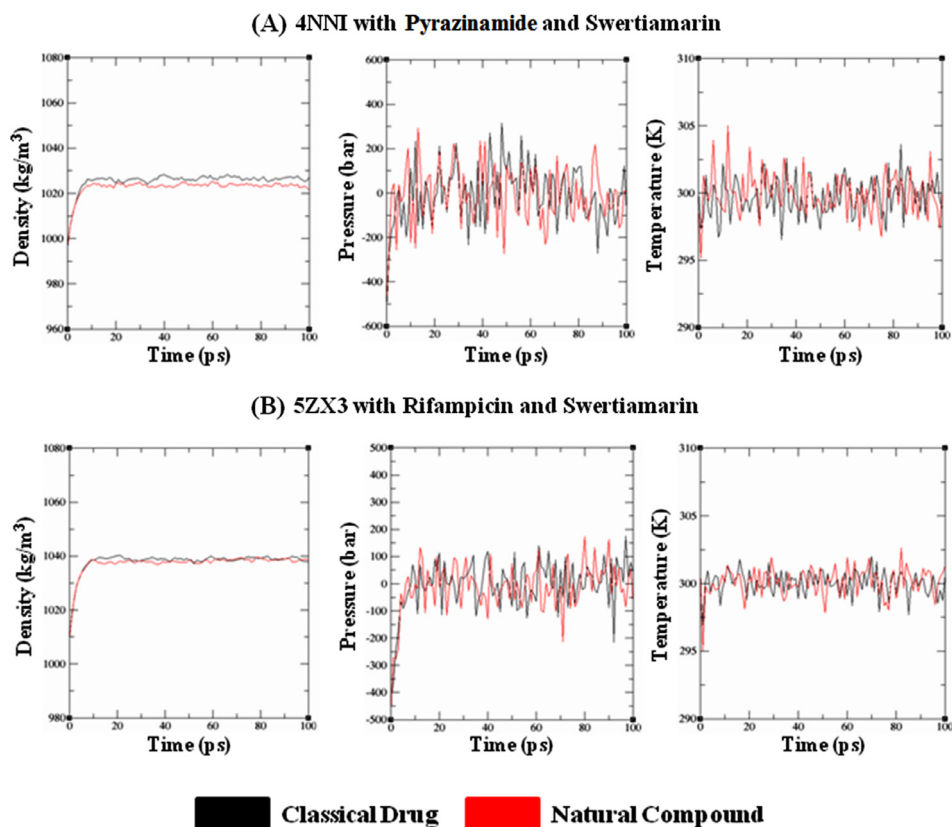 (A) 4NNI with Pyrazinamide and Swertiamarin
Density (kg/m³)
1080
1060
1040
1020
1000
980
960
0 20 40 60 80 100
Time (ps)
Pressure (bar)
600
400
200
0
-200
-400
-600
0 20 40 60 80 100
Time (ps)
Temperature (K)
310
305
300
295
290
0 20 40 60 80 100
Time (ps)
(B) 5ZX3 with Rifampicin and Swertiamarin
Density (kg/m³)
1080
1060
1040
1020
1000
980
0 20 40 60 80 100
Time (ps)
Pressure (bar)
500
400
300
200
100
0
-100
-200
-300
-400
-500
0 20 40 60 80 100
Time (ps)
Temperature (K)
310
305
300
295
290
0 20 40 60 80 100
Time (ps)
Classical Drug Natural Compound